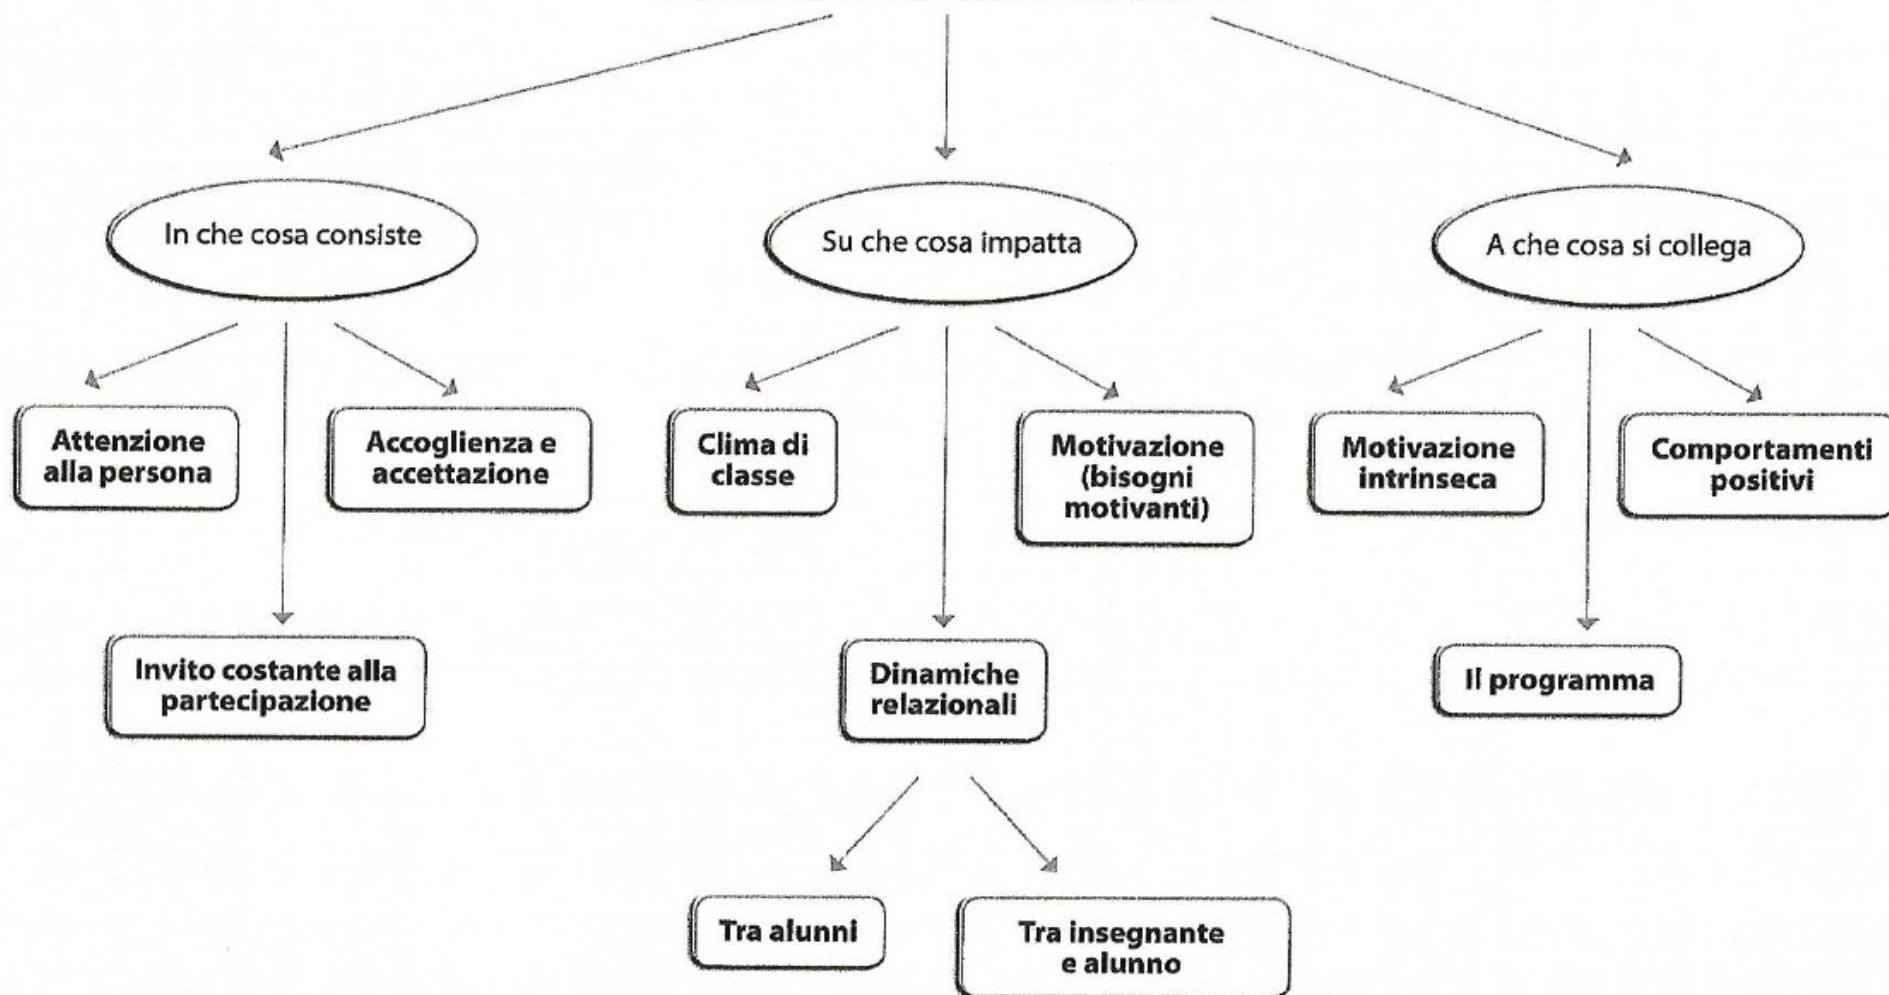 In che cosa consiste
Su che cosa impatta
A che cosa si collega
Attenzione
alla persona
Accoglienza e
accettazione
Clima di
classe
Motivazione
(bisogni
motivanti)
Motivazione
intrinseca
Comportamenti
positivi
Invito costante alla
partecipazione
Dinamiche
relazionali
Il programma
Tra alunni
Tra insegnante
e alunno